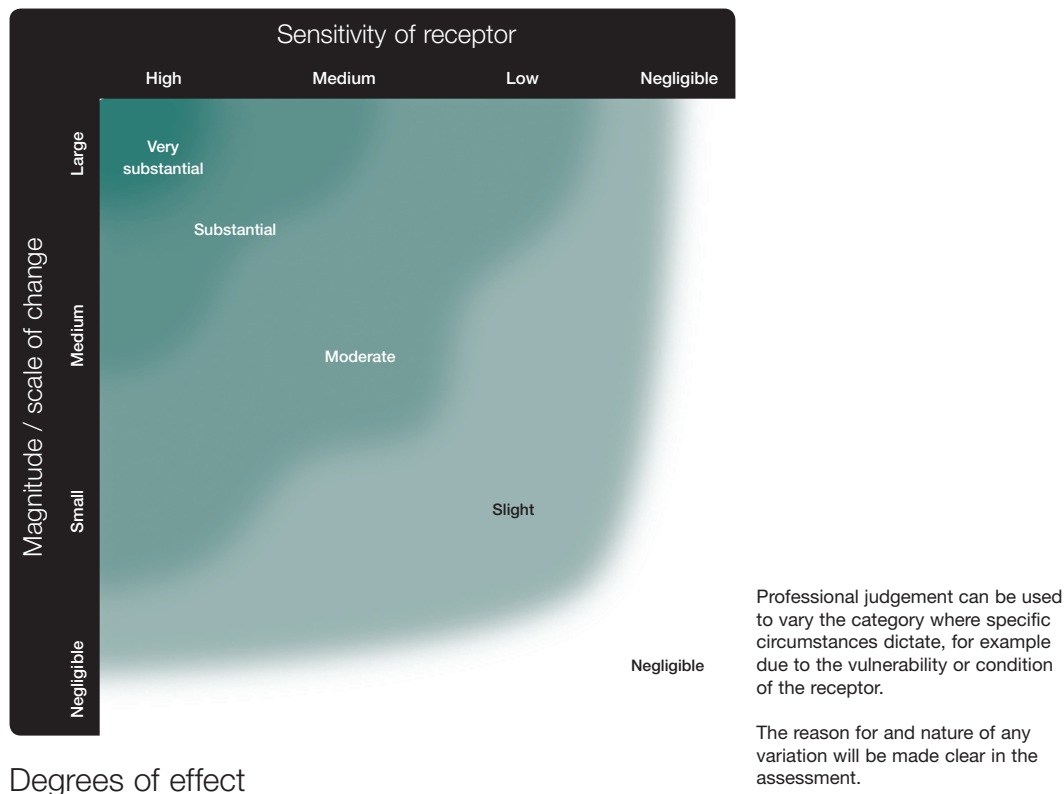 Sensitivity of receptor
High Medium Low Negligible
Magnitude / scale of change
Large
Medium
Small
Negligible
Very
substantial
Substantial
Moderate
Slight
Negligible
Professional judgement can be used
to vary the category where specific
circumstances dictate, for example
due to the vulnerability or condition
of the receptor.
The reason for and nature of any
variation will be made clear in the
assessment.
Degrees of effect